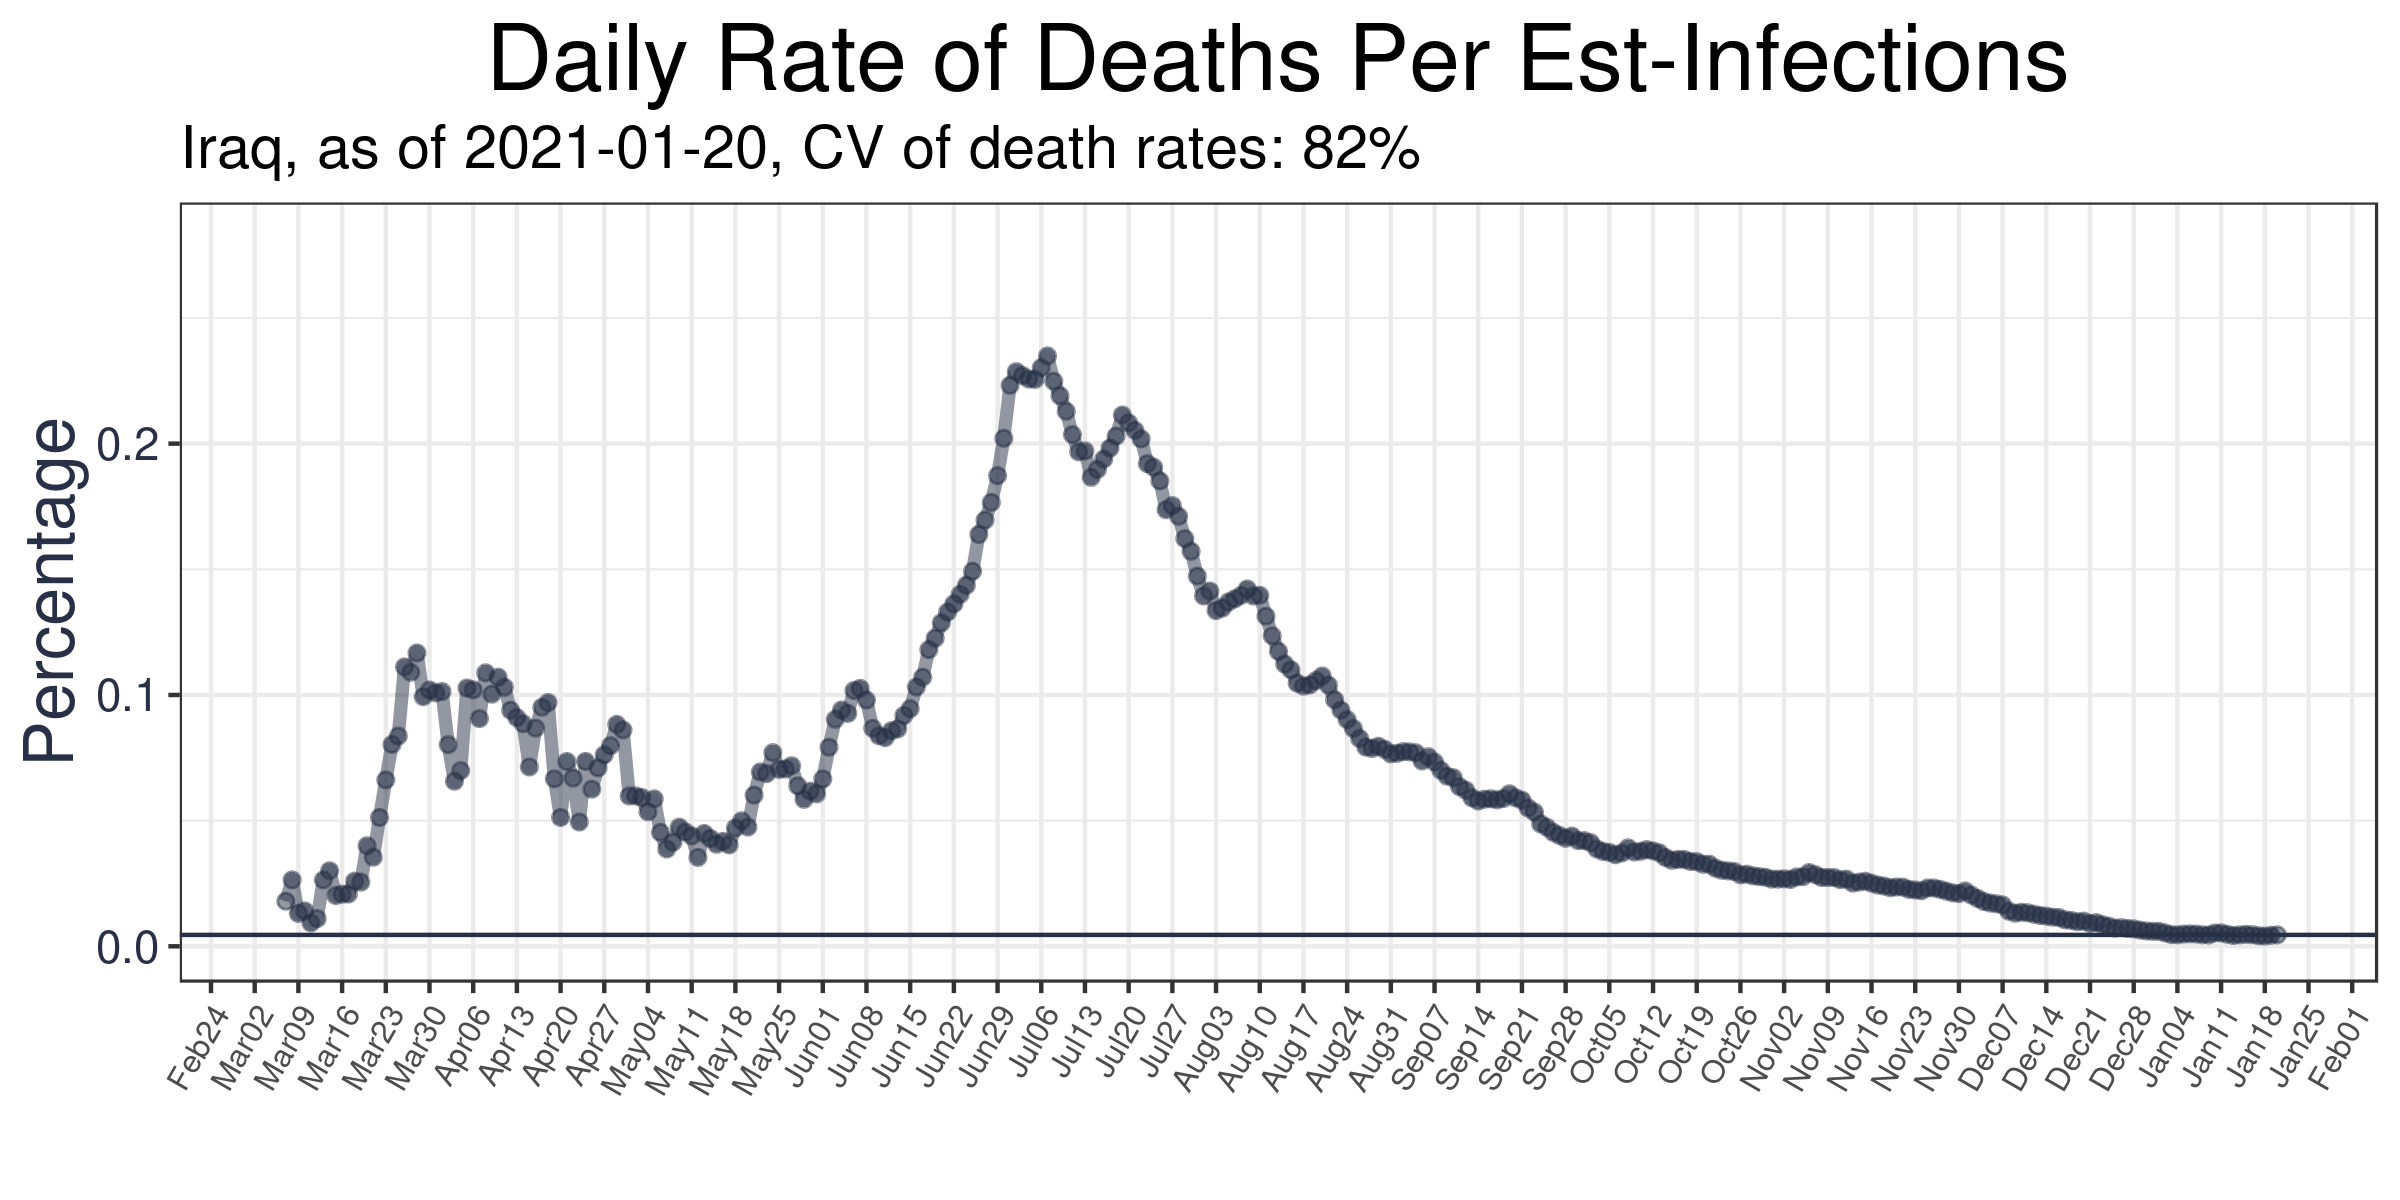 Daily Rate of Deaths Per Est-Infections
Iraq, as of 2021-01-20, CV of death rates: 82%
Percentage
0.2
0.1
0.0
Feb24
Mar02
Mar09
Mar16
Mar23
Mar30
Apr06
Apr13
Apr20
Apr27
May04
May11
May18
May25
Jun01
Jun08
Jun15
Jun22
Jun29
Jul06
Jul13
Jul20
Jul27
Aug03
Aug10
Aug17
Aug24
Aug31
Sep07
Sep14
Sep21
Sep28
Oct05
Oct12
Oct19
Oct26
Nov02
Nov09
Nov16
Nov23
Nov30
Dec07
Dec14
Dec21
Dec28
Jan04
Jan11
Jan18
Jan25
Feb01